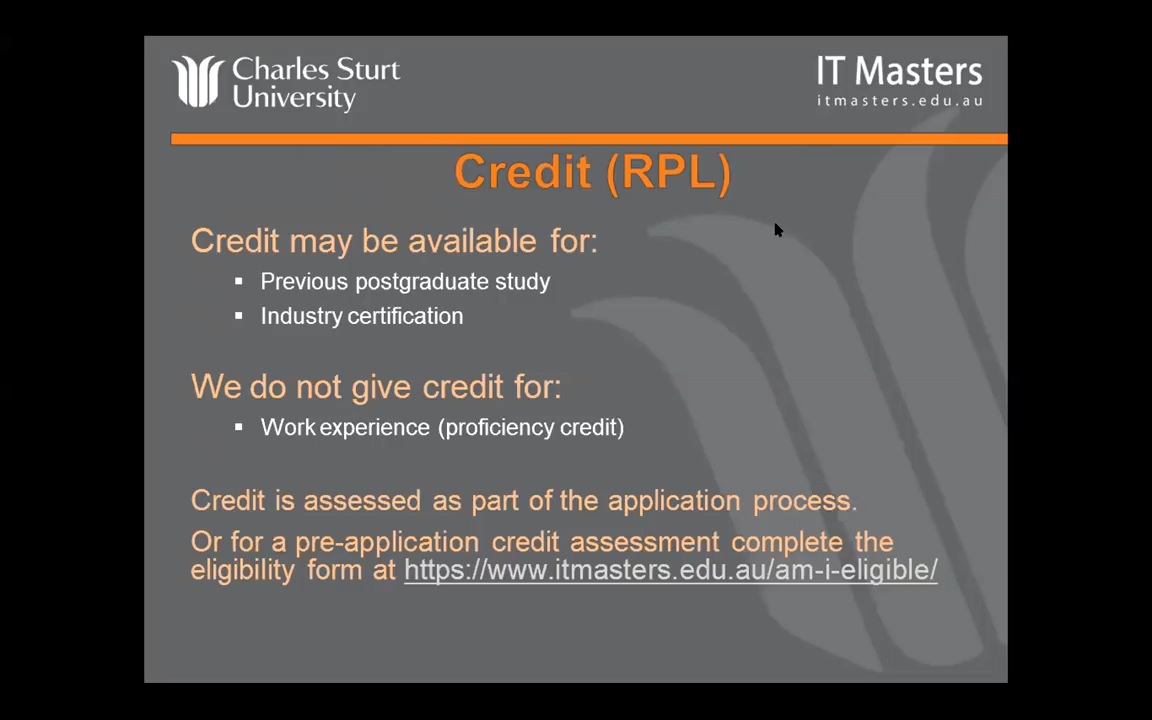 Charles Sturt
University
IT Masters
itmasters.edu.au
Credit (RPL)
Credit may be available for:
▪ Previous postgraduate study
▪ Industry certification
We do not give credit for:
▪ Work experience (proficiency credit)
Credit is assessed as part of the application process.
Or for a pre-application credit assessment complete the
eligibility form at https://www.itmasters.edu.au/am-i-eligible/